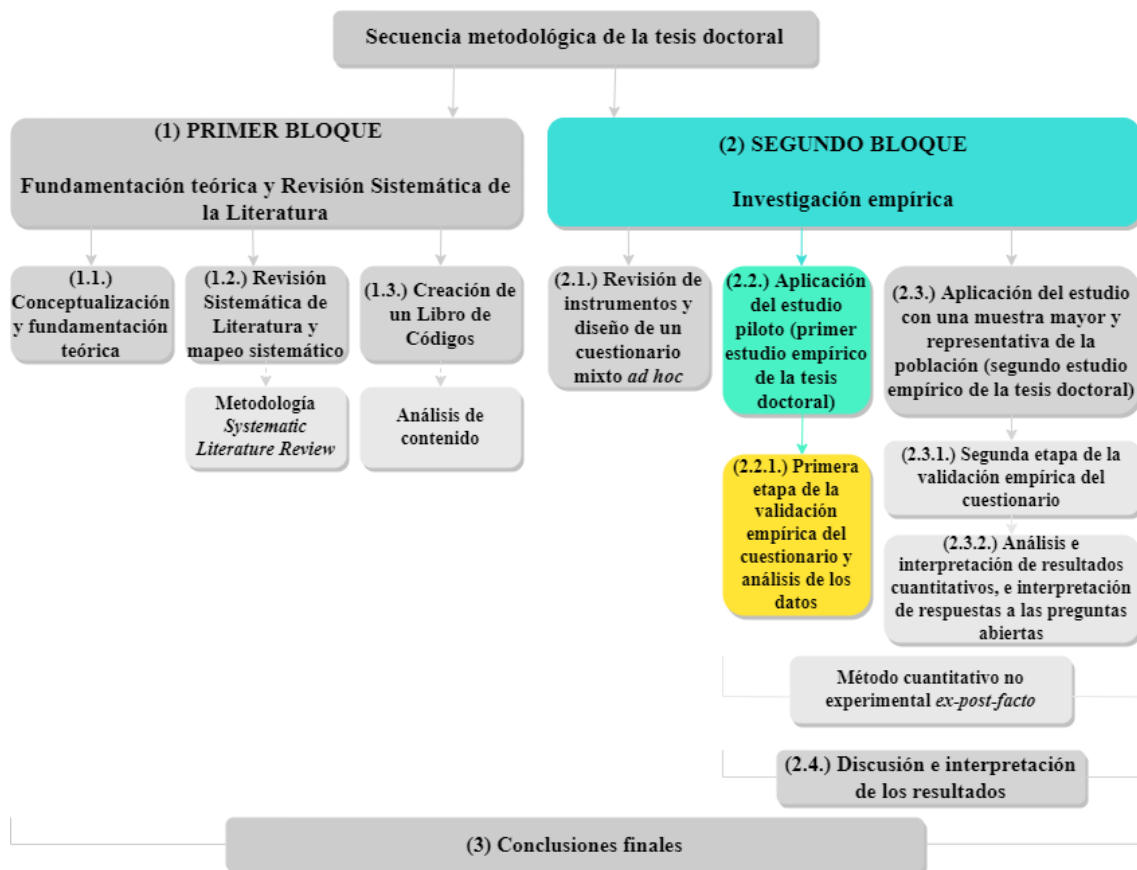 Secuencia metodológica de la tesis doctoral
(1) PRIMER BLOQUE
Fundamentación teórica y Revisión Sistemática de
la Literatura
(1.1.)
Conceptualización
y fundamentación
teórica
(1.2.) Revisión
Sistemática de
Literatura y
mapeo sistemático
Metodología
Systematic
Literature Review
(1.3.) Creación de
un Libro de
Códigos
Análisis de
contenido
(2) SEGUNDO BLOQUE
Investigación empírica
(2.1.) Revisión de
instrumentos y
diseño de un
cuestionario
mixto ad hoc
(2.2.) Aplicación
del estudio
piloto (primer
estudio empírico
de la tesis
doctoral)
(2.2.1.) Primera
etapa de la
validación
empírica del
cuestionario y
análisis de los
datos
(2.3.) Aplicación del estudio
con una muestra mayor y
representativa de la
población (segundo estudio
empírico de la tesis doctoral)
(2.3.1.) Segunda etapa de la
validación empírica del
cuestionario
(2.3.2.) Análisis e
interpretación de resultados
cuantitativos, e interpretación
de respuestas a las preguntas
abiertas
Método cuantitativo no
experimental ex-post-facto
(2.4.) Discusión e interpretación
de los resultados
(3) Conclusiones finales